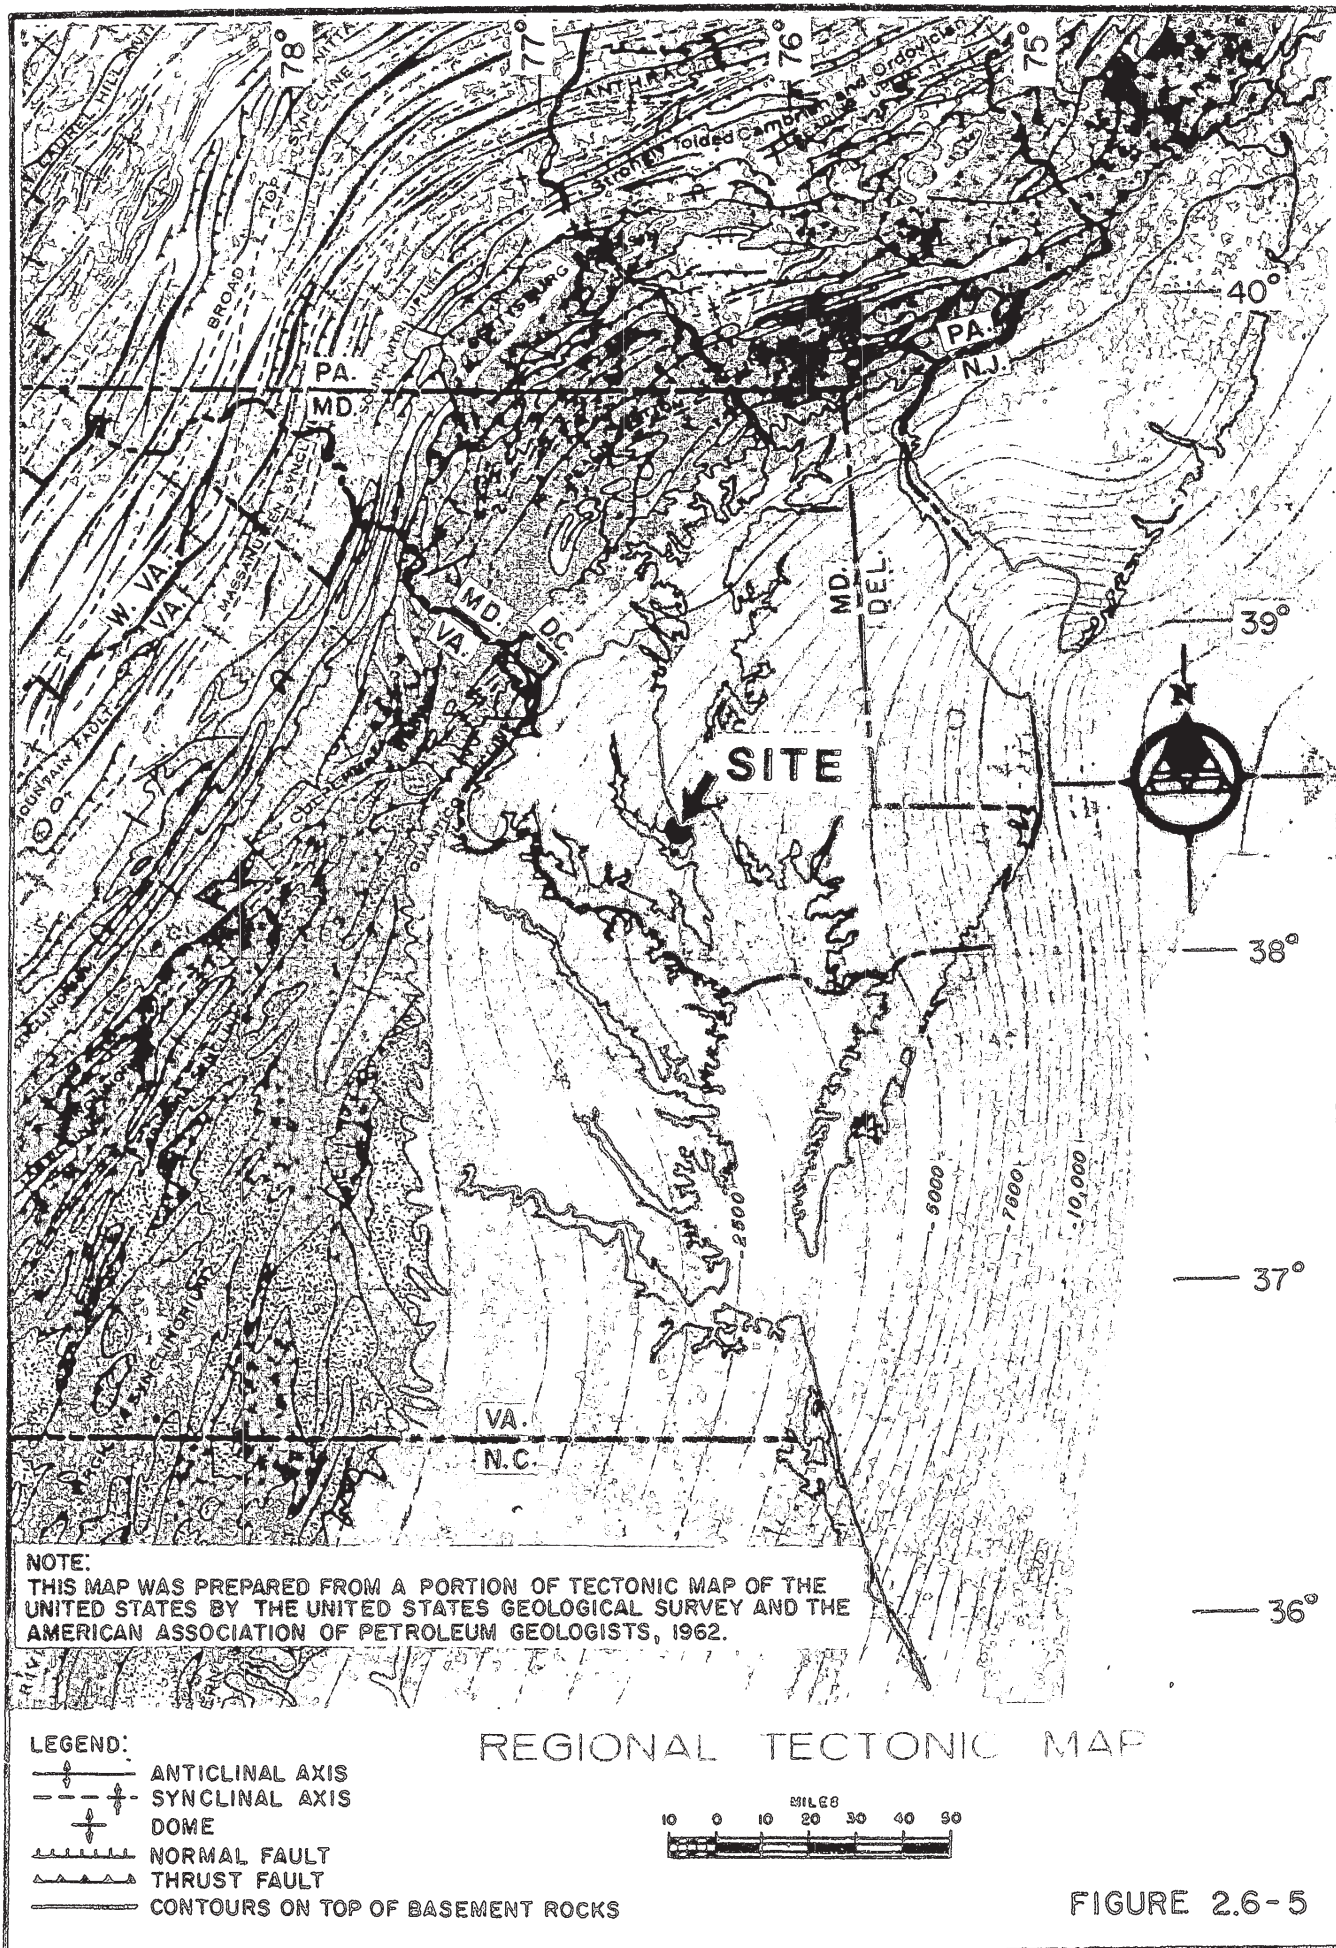 78°
77°
76°
75°
LAUREL HILL ANTI
SYNCLINE
ANTHRACITE
Strongly folded Cambrian and Ordovician
BROAD TOP
40°
PA.
N.J.
PA.
MD.
W. VA.
VA.
MD.
VA.
D.C.
MD.
DEL.
39°
N
SITE
38°
-2500
-5000
-7600
-10,000
37°
VA.
N.C.
36°
NOTE:
THIS MAP WAS PREPARED FROM A PORTION OF TECTONIC MAP OF THE
UNITED STATES BY THE UNITED STATES GEOLOGICAL SURVEY AND THE
AMERICAN ASSOCIATION OF PETROLEUM GEOLOGISTS, 1962.
REGIONAL TECTONIC MAP
LEGEND:
ANTICLINAL AXIS
SYNCLINAL AXIS
DOME
NORMAL FAULT
THRUST FAULT
CONTOURS ON TOP OF BASEMENT ROCKS
MILES
10 0 10 20 30 40 50
FIGURE 2.6-5